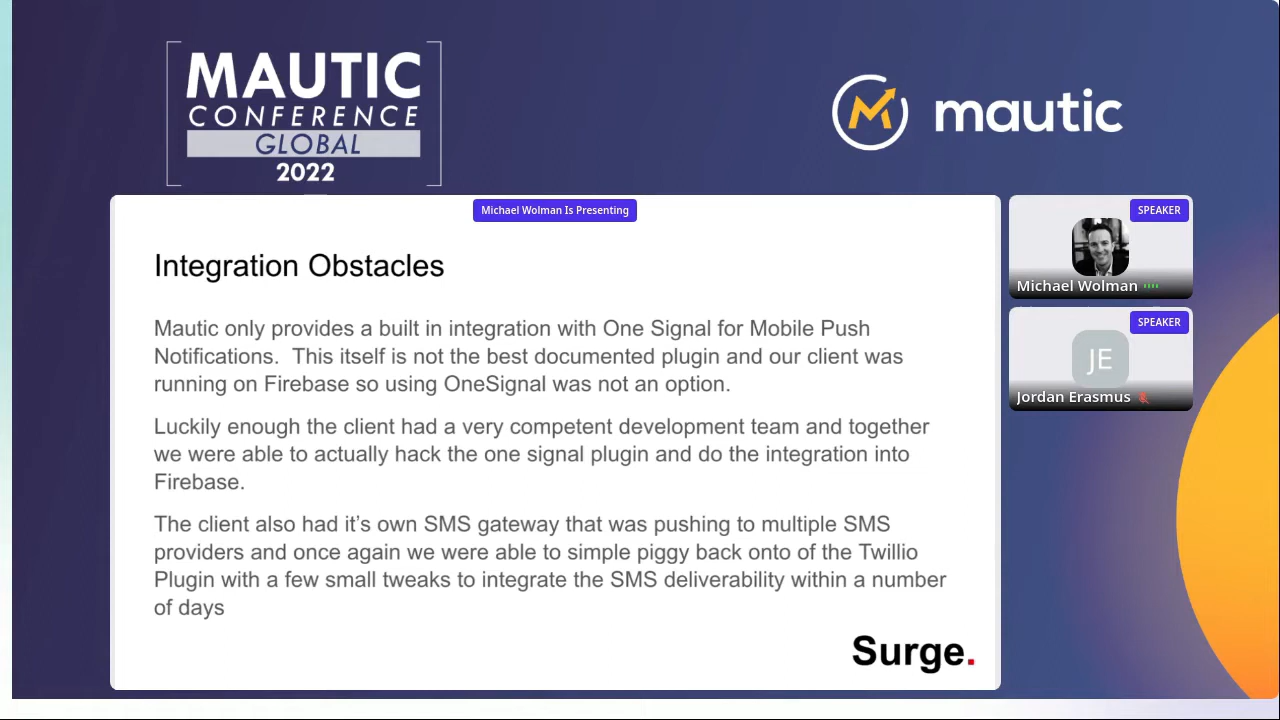 MAUTIC
CONFERENCE
GLOBAL
2022
mautic
Michael Wolman Is Presenting
Integration Obstacles
Mautic only provides a built in integration with One Signal for Mobile Push
Notifications.  This itself is not the best documented plugin and our client was
running on Firebase so using OneSignal was not an option.
Luckily enough the client had a very competent development team and together
we were able to actually hack the one signal plugin and do the integration into
Firebase.
The client also had it's own SMS gateway that was pushing to multiple SMS
providers and once again we were able to simple piggy back onto of the Twillio
Plugin with a few small tweaks to integrate the SMS deliverability within a number
of days
Surge.
SPEAKER
Michael Wolman
SPEAKER
JE
Jordan Erasmus